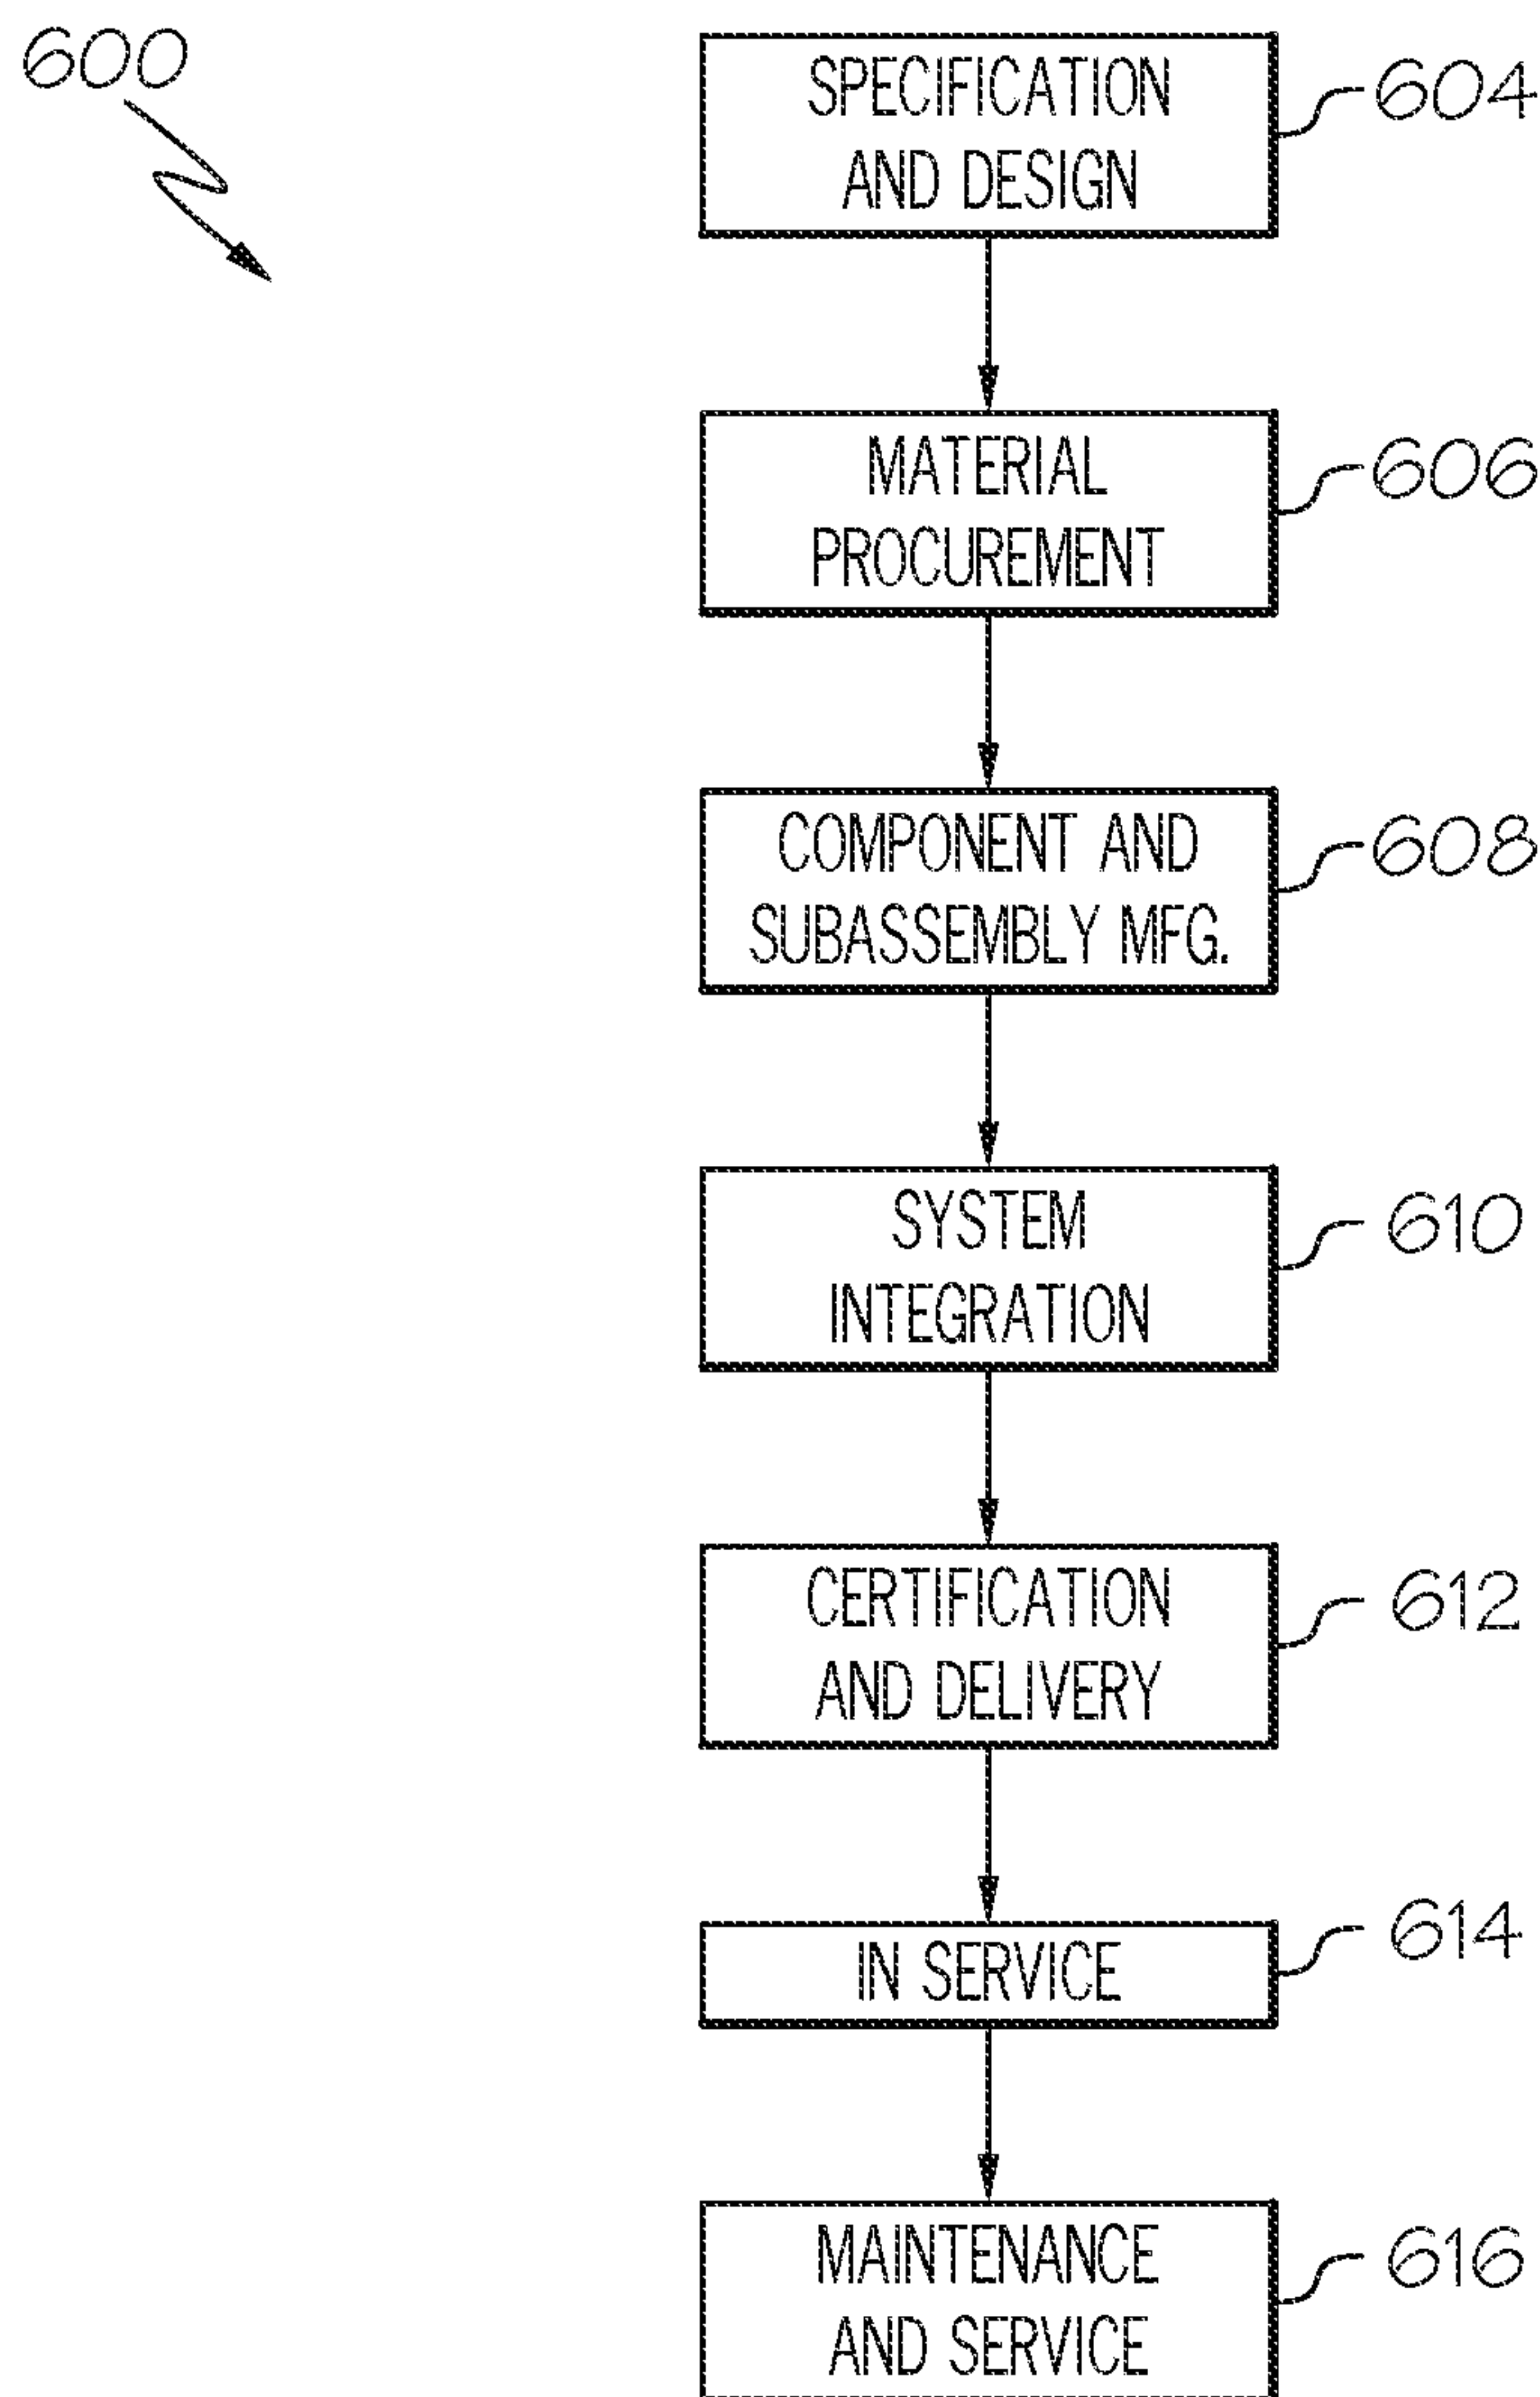 600
SPECIFICATION
AND DESIGN
604
MATERIAL
PROCUREMENT
606
COMPONENT AND
SUBASSEMBLY MFG.
608
SYSTEM
INTEGRATION
610
CERTIFICATION
AND DELIVERY
612
IN SERVICE
614
MAINTENANCE
AND SERVICE
616